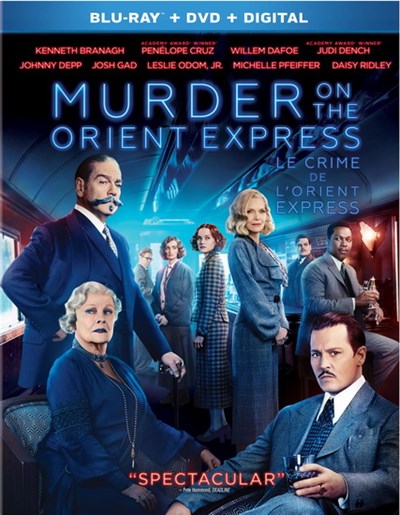 BLU-RAY + DVD + DIGITAL
ACADEMY AWARD® WINNER ACADEMY AWARD® WINNER
KENNETH BRANAGH PENÉLOPE CRUZ WILLEM DAFOE JUDI DENCH
JOHNNY DEPP JOSH GAD LESLIE ODOM, JR. MICHELLE PFEIFFER DAISY RIDLEY
MURDER ON THE
ORIENT EXPRESS
LE CRIME
DE
L'ORIENT
EXPRESS
"SPECTACULAR"
- Pete Hammond, DEADLINE